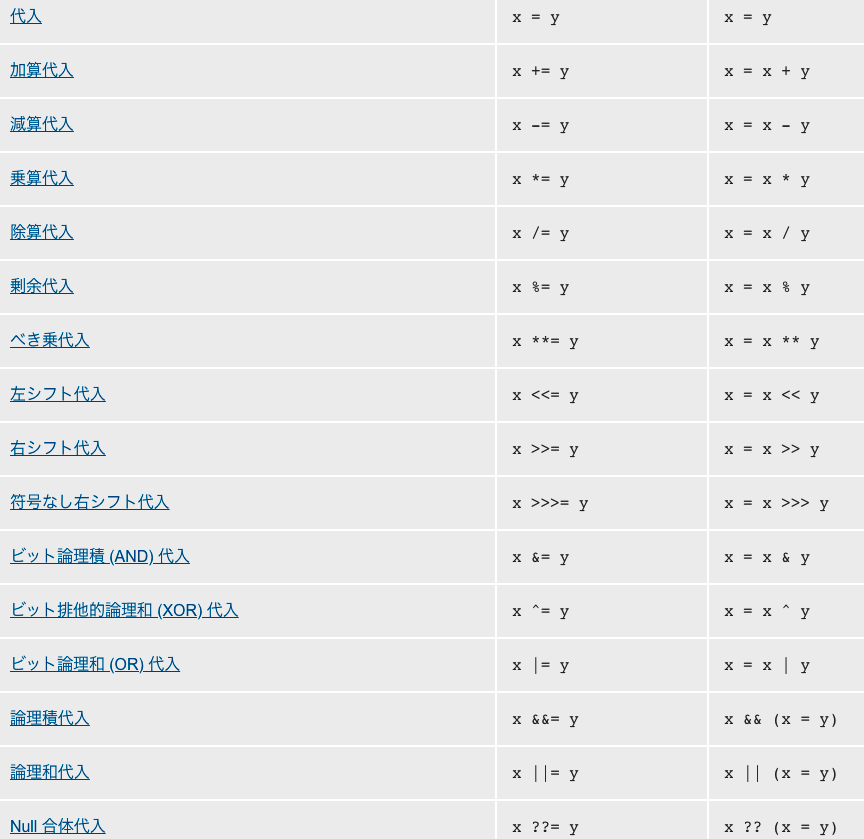 代入 x = y x = y
加算代入 x += y x = x + y
減算代入 x -= y x = x - y
乗算代入 x *= y x = x * y
除算代入 x /= y x = x / y
剰余代入 x %= y x = x % y
べき乗代入 x **= y x = x ** y
左シフト代入 x <<= y x = x << y
右シフト代入 x >>= y x = x >> y
符号なし右シフト代入 x >>>= y x = x >>> y
ビット論理積 (AND) 代入 x &= y x = x & y
ビット排他的論理和 (XOR) 代入 x ^= y x = x ^ y
ビット論理和 (OR) 代入 x |= y x = x | y
論理積代入 x &&= y x && (x = y)
論理和代入 x ||= y x || (x = y)
Null 合体代入 x ??= y x ?? (x = y)